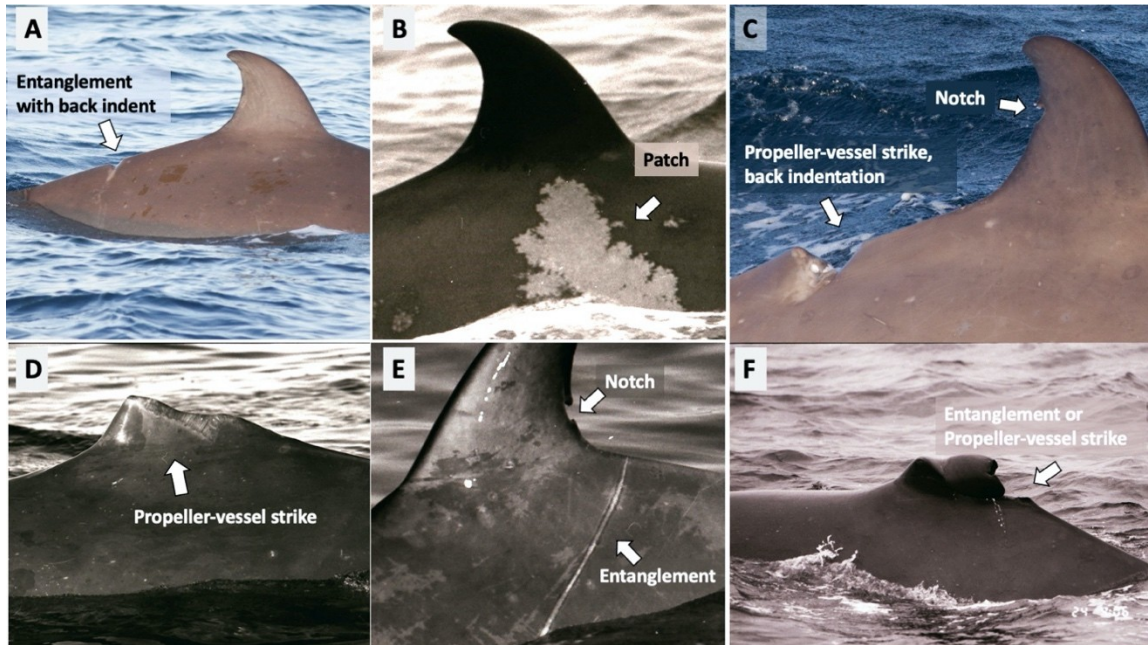 A
Entanglement
with back indent
B
Patch
C
Notch
Propeller-vessel strike,
back indentation
D
Propeller-vessel strike
E
Notch
Entanglement
F
Entanglement or
Propeller-vessel strike